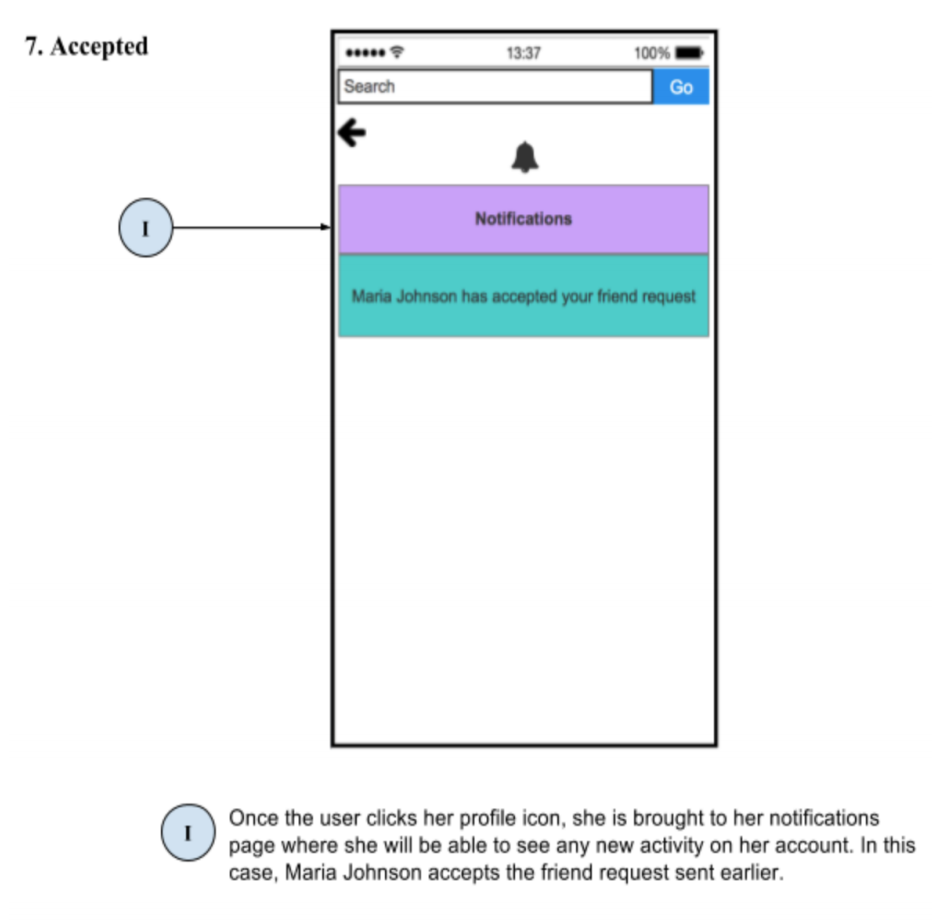 7. Accepted
13:37
100%
Search
Go
I
Notifications
Maria Johnson has accepted your friend request
I
Once the user clicks her profile icon, she is brought to her notifications
page where she will be able to see any new activity on her account. In this
case, Maria Johnson accepts the friend request sent earlier.